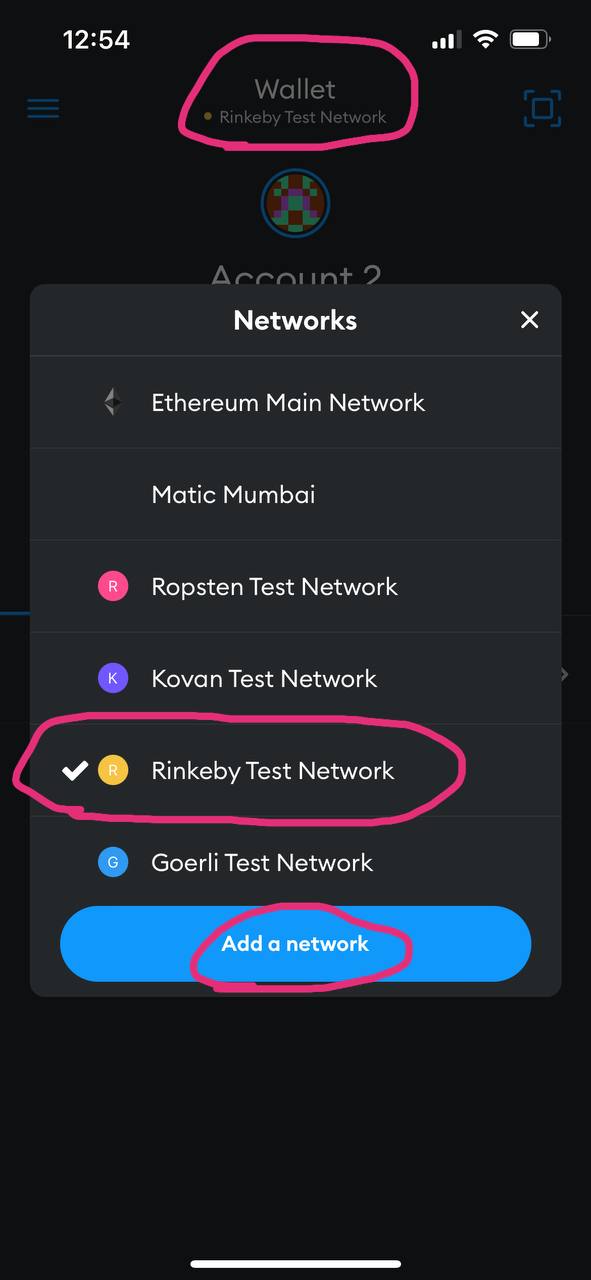 12:54
Wallet
Rinkeby Test Network
Account 2
Networks
Ethereum Main Network
Matic Mumbai
R Ropsten Test Network
K Kovan Test Network
R Rinkeby Test Network
G Goerli Test Network
Add a network